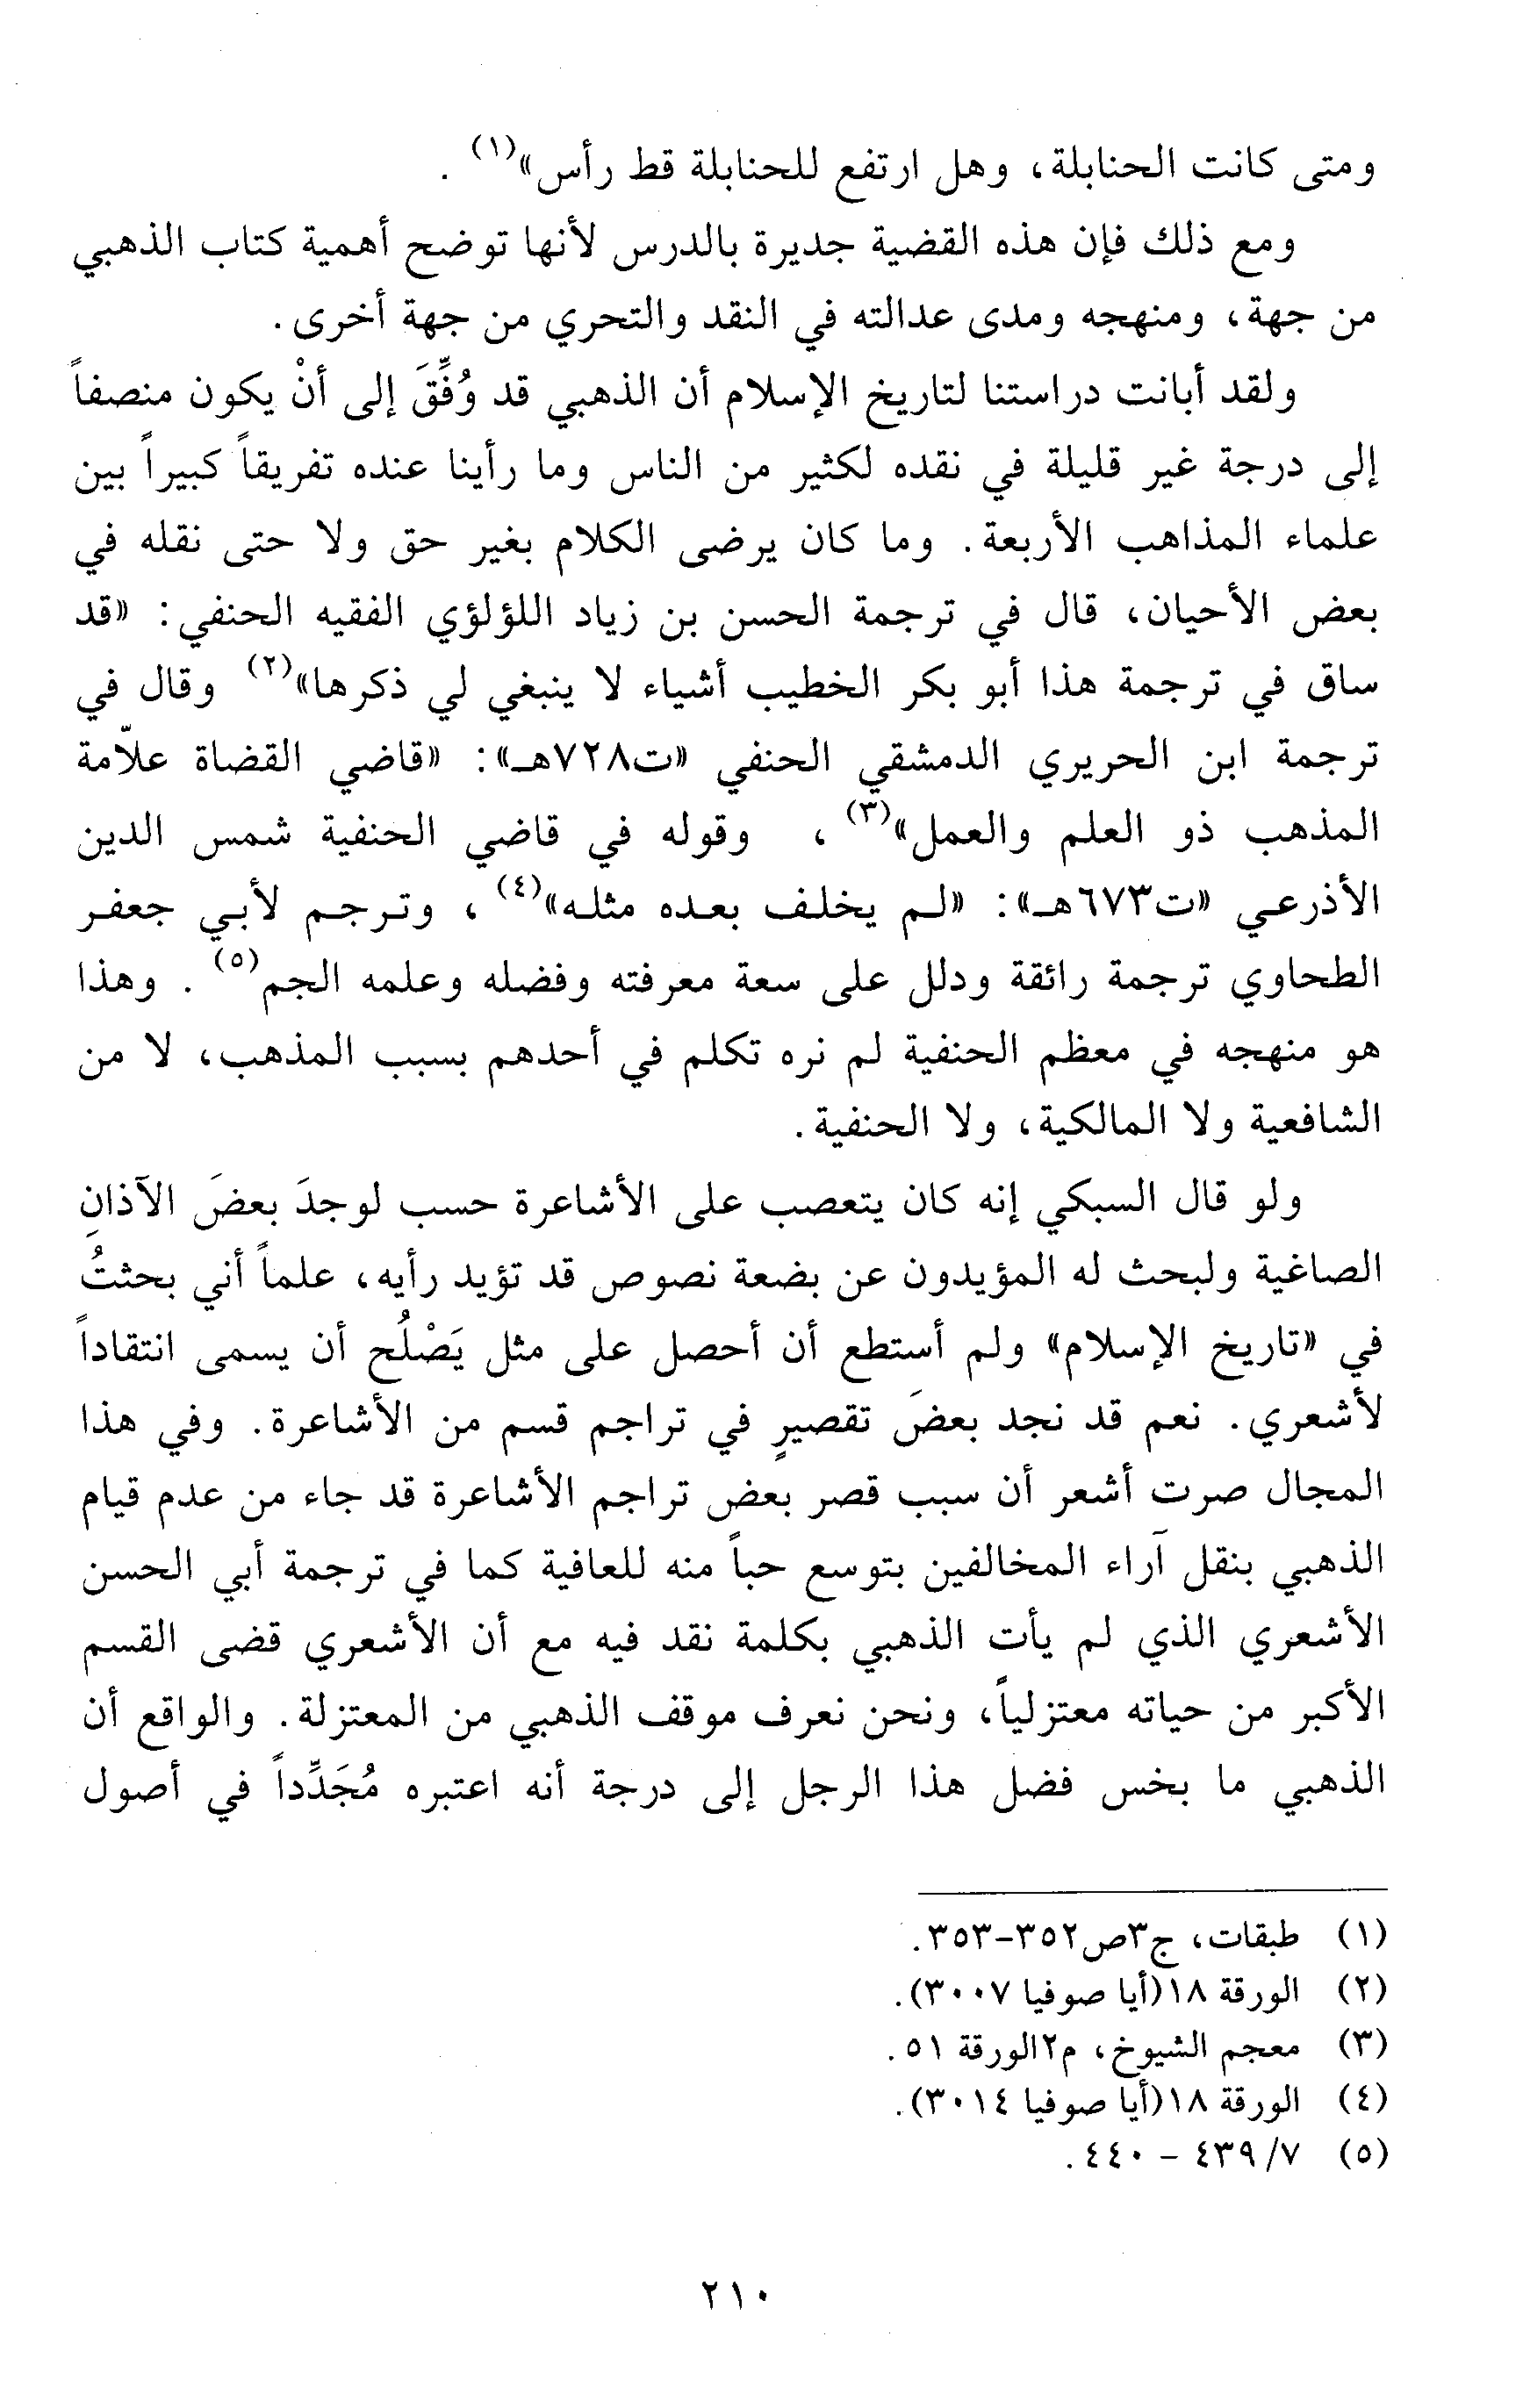 ومتى كانت الحنابلة، وهل ارتفع للحنابلة قط رأس»(١) .
ومع ذلك فإن هذه القضية جديرة بالدرس لأنها توضح أهمية كتاب الذهبي
من جهة، ومنهجه ومدى عدالته في النقد والتحري من جهة أخرى.
ولقد أبانت دراستنا لتاريخ الإسلام أن الذهبي قد وُفِّقَ إلى أنْ يكون منصفاً
إلى درجة غير قليلة في نقده لكثير من الناس وما رأينا عنده تفريقاً كبيراً بين
علماء المذاهب الأربعة. وما كان يرضى الكلام بغير حق ولا حتى نقله في
بعض الأحيان، قال في ترجمة الحسن بن زياد اللؤلؤي الفقيه الحنفي: «قد
ساق في ترجمة هذا أبو بكر الخطيب أشياء لا ينبغي لي ذكرها»(٢) وقال في
ترجمة ابن الحريري الدمشقي الحنفي «ت٧٢٨هـ»: «قاضي القضاة علاّمة
المذهب ذو العلم والعمل»(٣) ، وقوله في قاضي الحنفية شمس الدين
الأذرعي «ت٦٧٣هـ»: «لم يخلف بعده مثله»(٤) ، وترجم لأبي جعفر
الطحاوي ترجمة رائقة ودلل على سعة معرفته وفضله وعلمه الجم(٥) . وهذا
هو منهجه في معظم الحنفية لم نره تكلم في أحدهم بسبب المذهب، لا من
الشافعية ولا المالكية، ولا الحنفية.
ولو قال السبكي إنه كان يتعصب على الأشاعرة حسب لوجدَ بعضَ الآذانِ
الصاغية ولبحث له المؤيدون عن بضعة نصوص قد تؤيد رأيه، علماً أني بحثتُ
في «تاريخ الإسلام» ولم أستطع أن أحصل على مثل يَصْلُح أن يسمى انتقاداً
لأشعري. نعم قد نجد بعضَ تقصيرٍ في تراجم قسم من الأشاعرة. وفي هذا
المجال صرت أشعر أن سبب قصر بعض تراجم الأشاعرة قد جاء من عدم قيام
الذهبي بنقل آراء المخالفين بتوسع حباً منه للعافية كما في ترجمة أبي الحسن
الأشعري الذي لم يأت الذهبي بكلمة نقد فيه مع أن الأشعري قضى القسم
الأكبر من حياته معتزلياً، ونحن نعرف موقف الذهبي من المعتزلة. والواقع أن
الذهبي ما بخس فضل هذا الرجل إلى درجة أنه اعتبره مُجَدِّداً في أصول
(١) طبقات، ج٣ص٣٥٢-٣٥٣.
(٢) الورقة ١٨(أيا صوفيا ٣٠٠٧).
(٣) معجم الشيوخ، م٢الورقة ٥١.
(٤) الورقة ١٨(أيا صوفيا ٣٠١٤).
(٥) ٧/ ٤٣٩ - ٤٤٠.
٢١٠